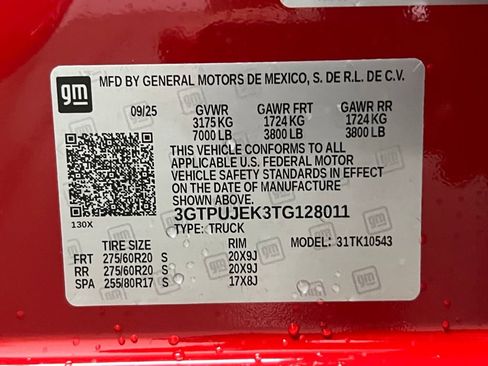 gm
MFD BY GENERAL MOTORS DE MEXICO, S. DE R.L. DE C.V.
09/25 GVWR GAWR FRT GAWR RR
3175 KG 1724 KG 1724 KG
7000 LB 3800 LB 3800 LB
THIS VEHICLE CONFORMS TO ALL
APPLICABLE U.S. FEDERAL MOTOR
VEHICLE SAFETY STANDARDS IN EFFECT
ON THE DATE OF MANUFACTURE
SHOWN ABOVE.
130X 3GTPUJEK3TG128011
TYPE: TRUCK
TIRE SIZE RIM MODEL: 31TK10543
FRT 275/60R20 S 20X9J
RR 275/60R20 S 20X9J
SPA 255/80R17 S 17X8J